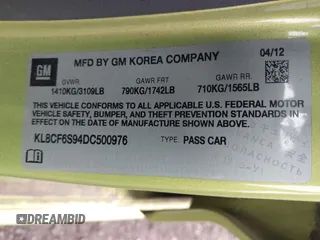 GM
MFD BY GM KOREA COMPANY
04/12
GVWR
GAWR FRT
GAWR RR
1410KG/3109LB
790KG/1742LB
710KG/1565LB
THIS VEHICLE CONFORMS TO ALL APPLICABLE U.S. FEDERAL MOTOR
VEHICLE SAFETY, BUMPER, AND THEFT PREVENTION STANDARDS IN
EFFECT ON THE DATE OF MANUFACTURE SHOWN ABOVE.
KL8CF6S94DC500976
TYPE: PASS CAR
ОПАСНОСТЬ
DREAMBID